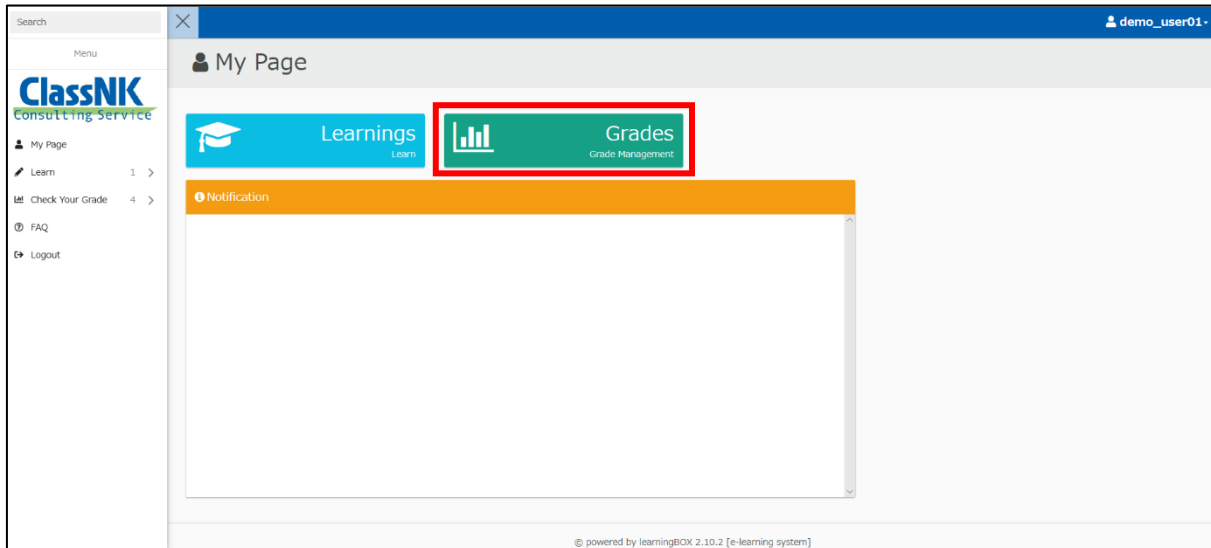 Search
demo_user01
Menu
My Page
ClassNK
Consulting Service
My Page
Learn 1
Check Your Grade 4
FAQ
Logout
Learnings
Learn
Grades
Grade Management
Notification
© powered by learningBOX 2.10.2 [e-learning system]